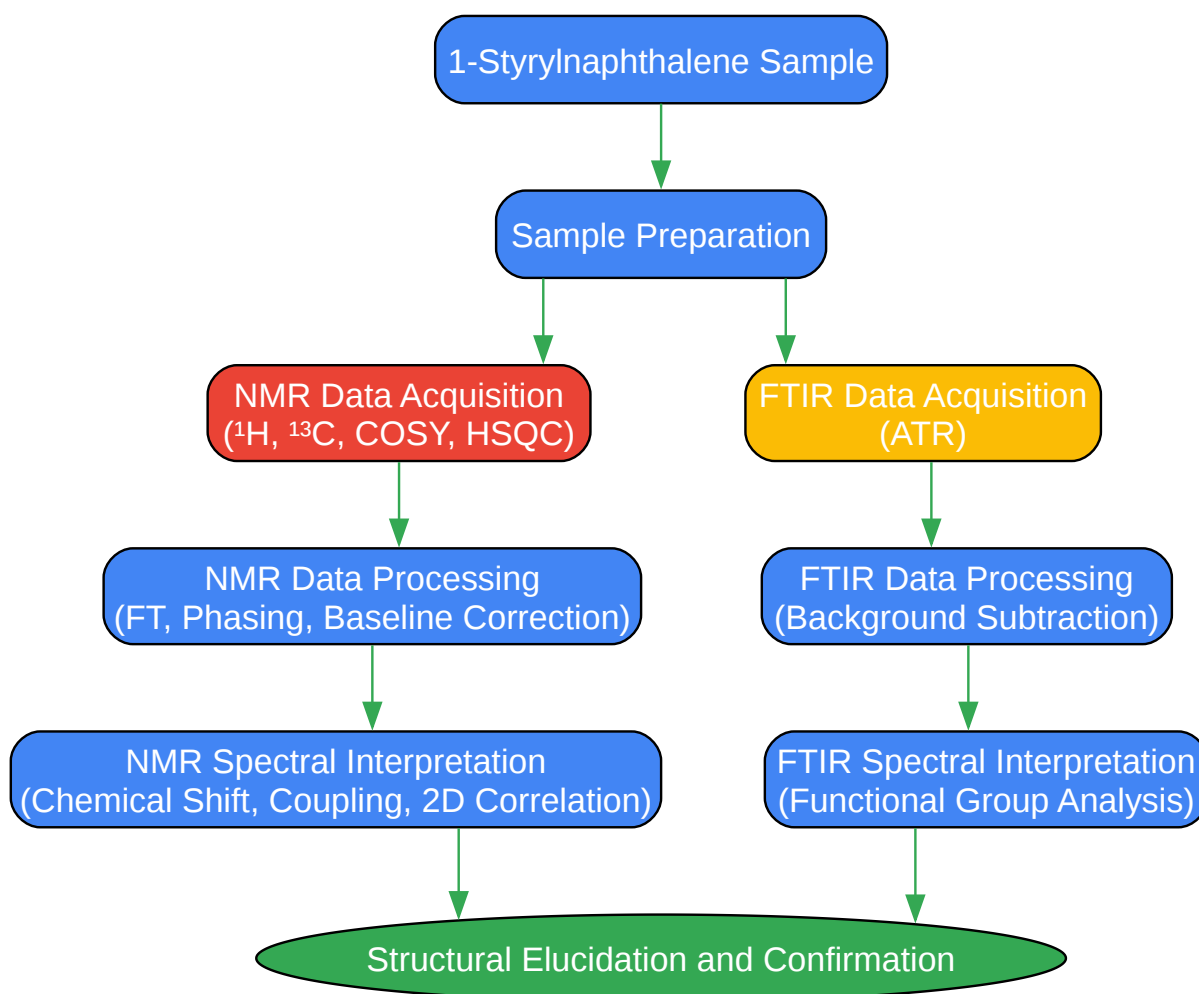 1-Styrylnaphthalene Sample
Sample Preparation
NMR Data Acquisition
(¹H, ¹³C, COSY, HSQC)
FTIR Data Acquisition
(ATR)
NMR Data Processing
(FT, Phasing, Baseline Correction)
FTIR Data Processing
(Background Subtraction)
NMR Spectral Interpretation
(Chemical Shift, Coupling, 2D Correlation)
FTIR Spectral Interpretation
(Functional Group Analysis)
Structural Elucidation and Confirmation